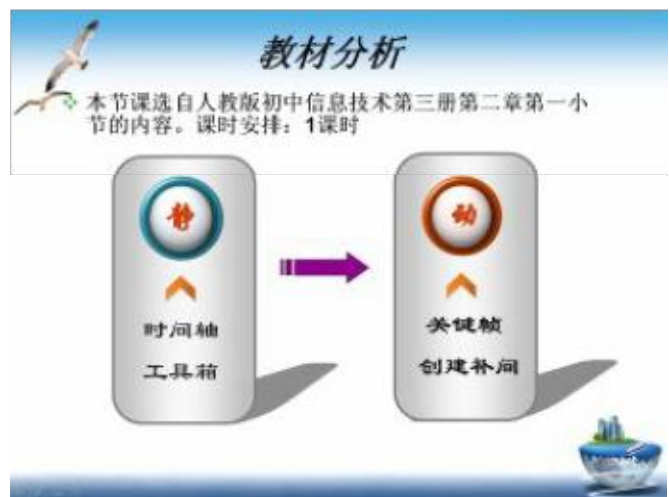 教材分析
本节课选自人教版初中信息技术第三册第二章第一小
节的内容。课时安排：1课时
静
动
时间轴
工具箱
关键帧
创建补间